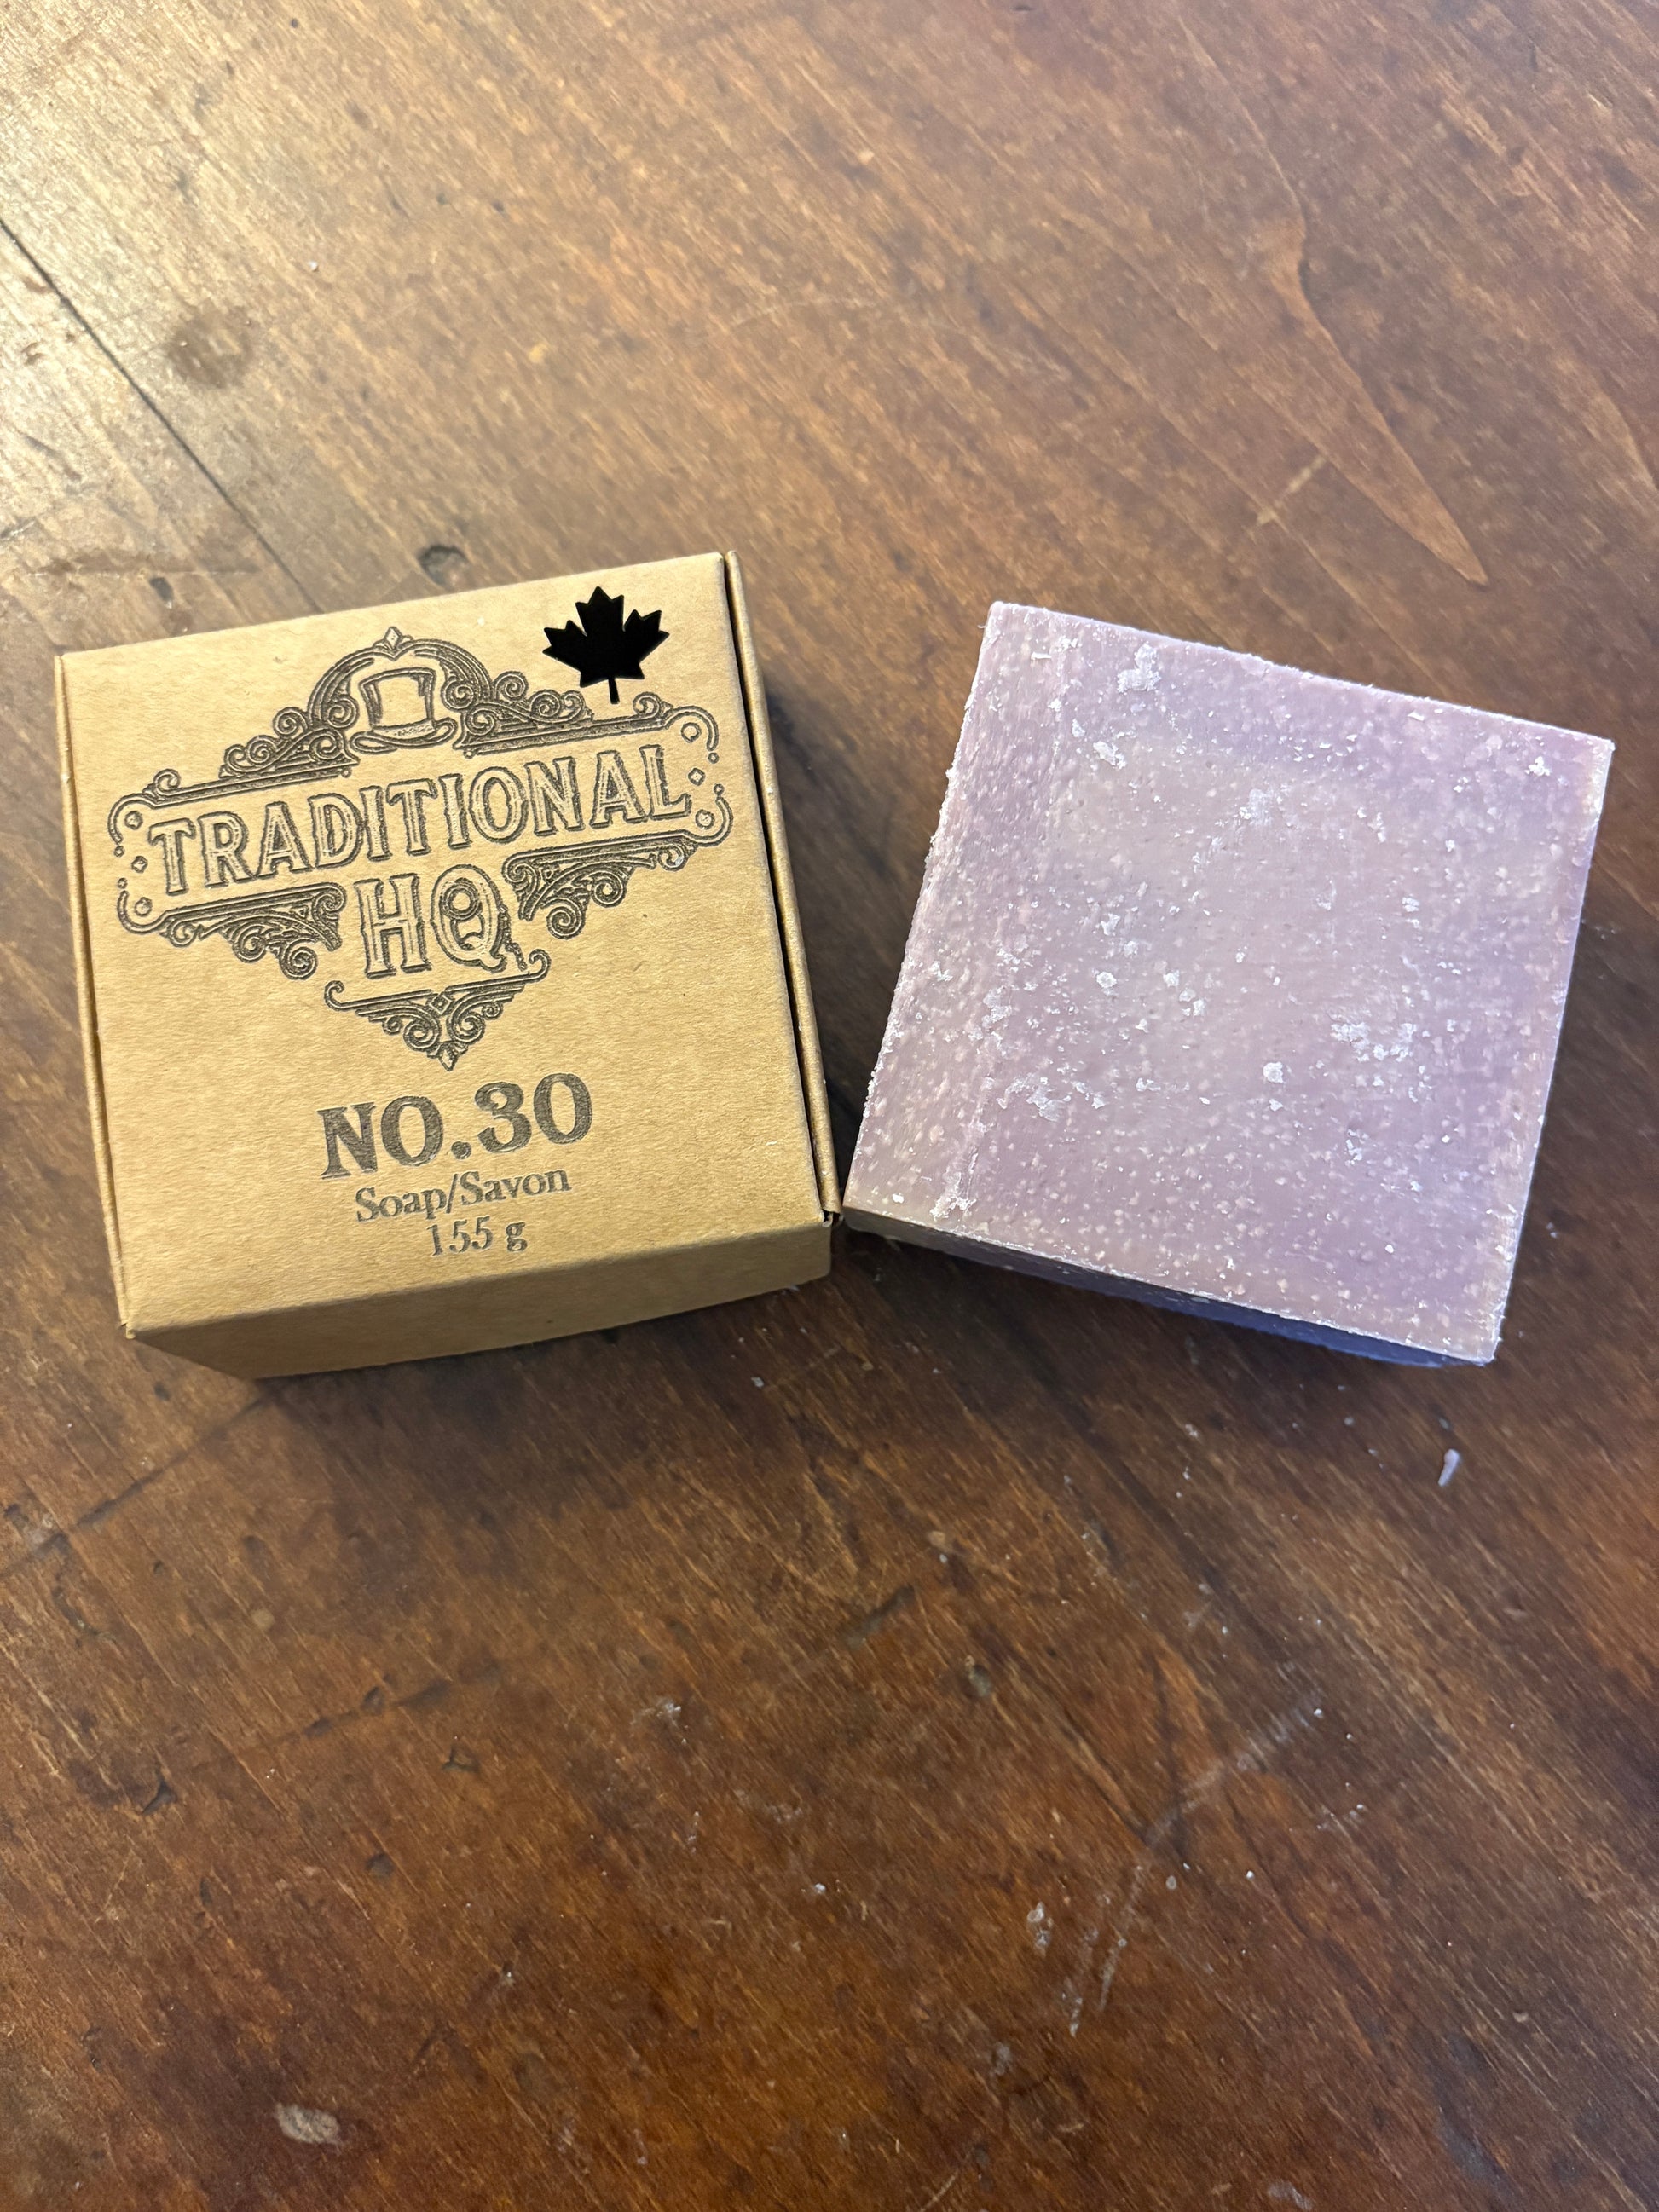 TRADITIONAL
HQ
NO.30
Soap/Savon
155 g